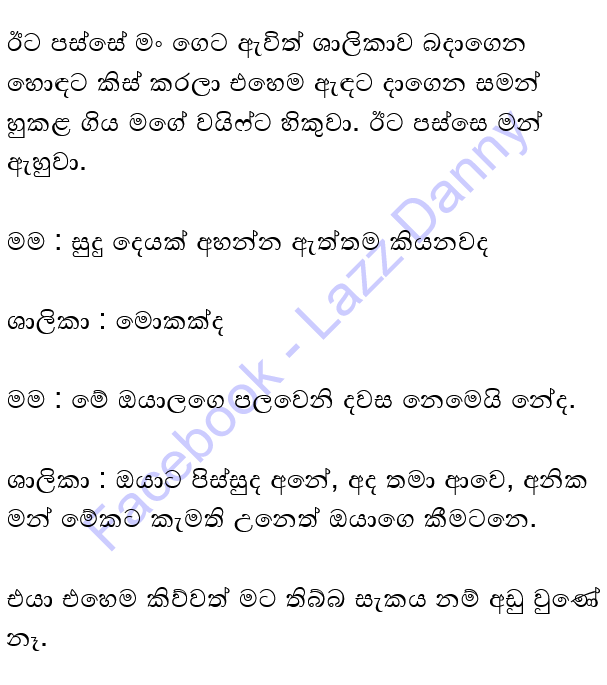 ඊට පස්සේ මං ගෙට ඇවිත් ශාලිකාව බදාගෙන
හොඳට කිස් කරලා එහෙම ඇඳට දාගෙන සමන්
හුකළ ගිය මගේ වයිෆ්ට හිකුවා. ඊට පස්සෙ මන්
ඇහුවා.
මම : සුදු දෙයක් අහන්න ඇත්තම කියනවද
ශාලිකා : මොකක්ද
මම : මේ ඔයාලගෙ පලවෙනි දවස නෙමෙයි නේද.
ශාලිකා : ඔයාට පිස්සුද අනේ, අද තමා ආවෙ, අනික
මන් මේකට කැමති උනෙත් ඔයාගෙ කීමටනෙ.
එයා එහෙම කිව්වත් මට තිබ්බ සැකය නම් අඩු වුණේ
නෑ.
Facebook - Lazz Danny